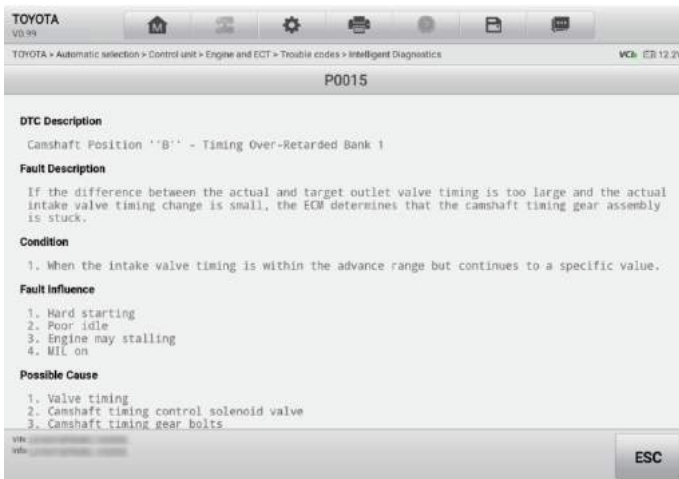 TOYOTA
V0.99
TOYOTA > Automatic selection > Control unit > Engine and ECT > Trouble codes > Intelligent Diagnostics
VCI: 12.2V
P0015
DTC Description
Camshaft Position ''B'' - Timing Over-Retarded Bank 1
Fault Description
If the difference between the actual and target outlet valve timing is too large and the actual
intake valve timing change is small, the ECM determines that the camshaft timing gear assembly
is stuck.
Condition
1. When the intake valve timing is within the advance range but continues to a specific value.
Fault Influence
1. Hard starting
2. Poor idle
3. Engine may stalling
4. MIL on
Possible Cause
1. Valve timing
2. Camshaft timing control solenoid valve
3. Camshaft timing gear bolts
VIN:
Info:
ESC